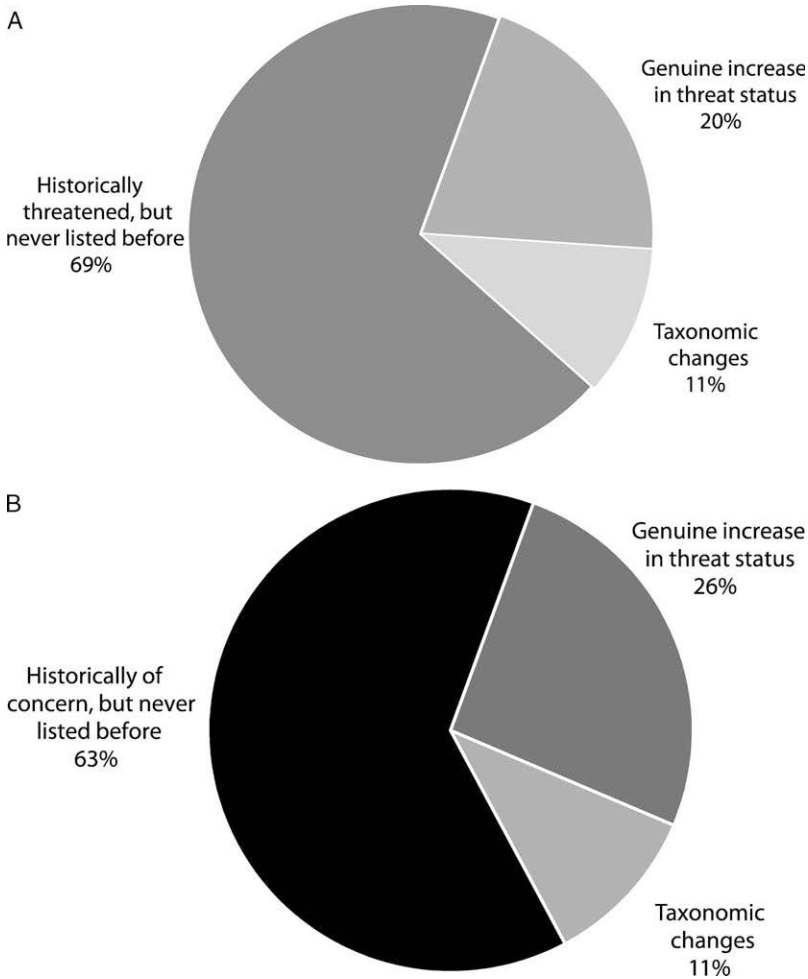 A
Genuine increase
in threat status
20%
Historically
threatened, but
never listed before
69%
Taxonomic
changes
11%
B
Genuine increase
in threat status
26%
Historically of
concern, but never
listed before
63%
Taxonomic
changes
11%